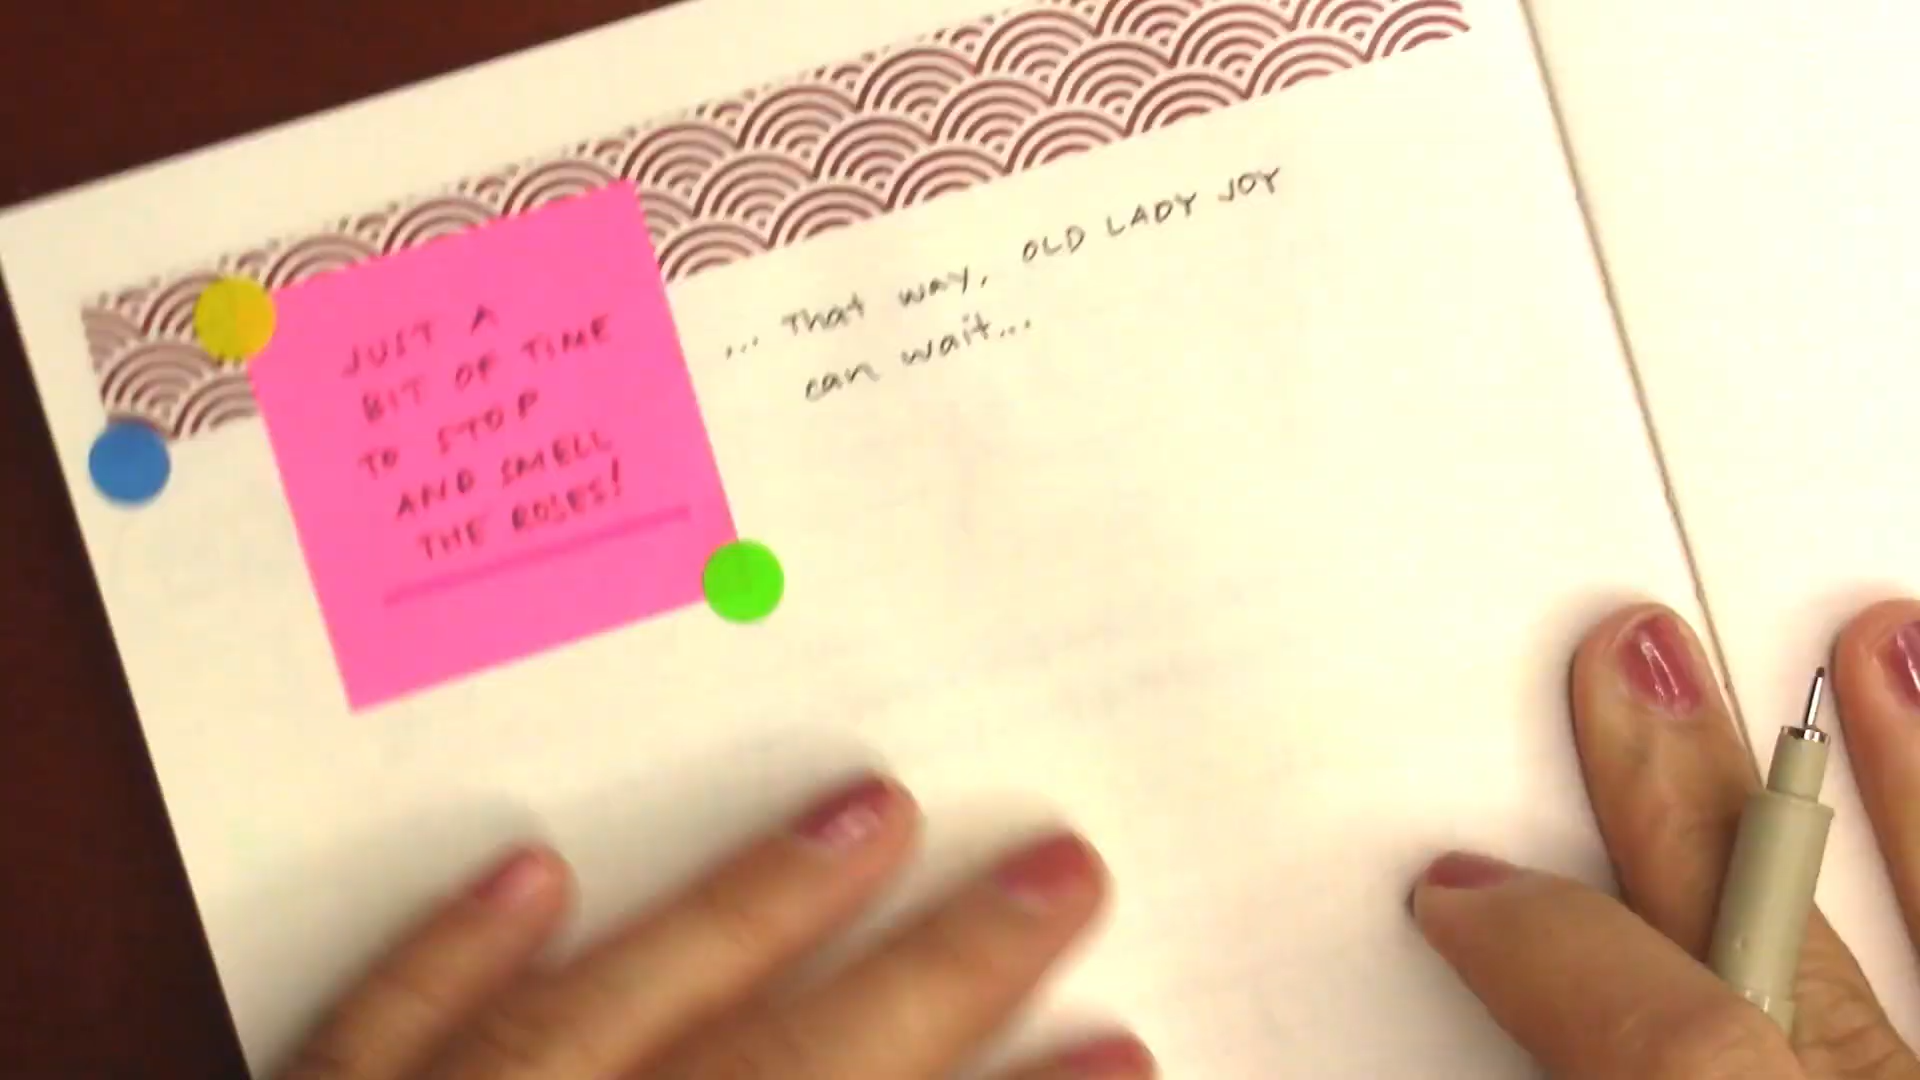 JUST A
BIT OF TIME
TO STOP
AND SMELL
THE ROSES!
... That way, OLD LADY JOY
can wait...